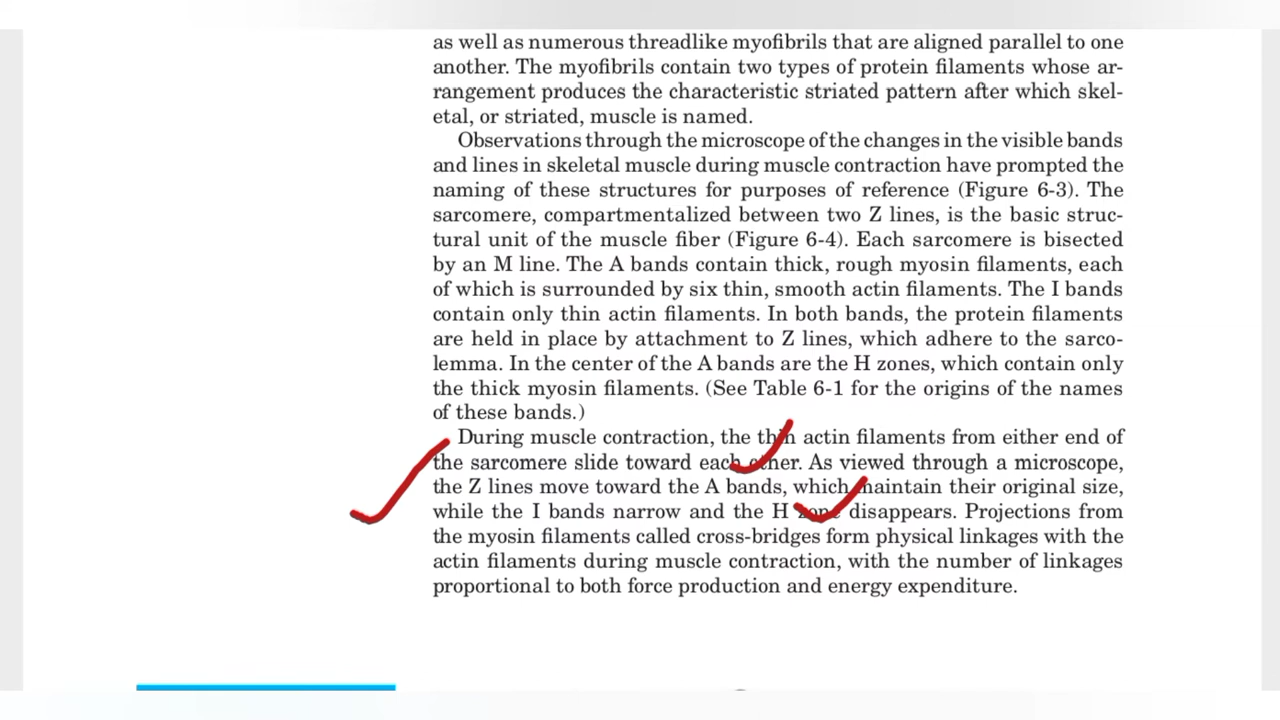 as well as numerous threadlike myofibrils that are aligned parallel to one
another. The myofibrils contain two types of protein filaments whose ar-
rangement produces the characteristic striated pattern after which skel-
etal, or striated, muscle is named.
Observations through the microscope of the changes in the visible bands
and lines in skeletal muscle during muscle contraction have prompted the
naming of these structures for purposes of reference (Figure 6-3). The
sarcomere, compartmentalized between two Z lines, is the basic struc-
tural unit of the muscle fiber (Figure 6-4). Each sarcomere is bisected
by an M line. The A bands contain thick, rough myosin filaments, each
of which is surrounded by six thin, smooth actin filaments. The I bands
contain only thin actin filaments. In both bands, the protein filaments
are held in place by attachment to Z lines, which adhere to the sarco-
lemma. In the center of the A bands are the H zones, which contain only
the thick myosin filaments. (See Table 6-1 for the origins of the names
of these bands.)
During muscle contraction, the thin actin filaments from either end of
the sarcomere slide toward each other. As viewed through a microscope,
the Z lines move toward the A bands, which maintain their original size,
while the I bands narrow and the H zone disappears. Projections from
the myosin filaments called cross-bridges form physical linkages with the
actin filaments during muscle contraction, with the number of linkages
proportional to both force production and energy expenditure.